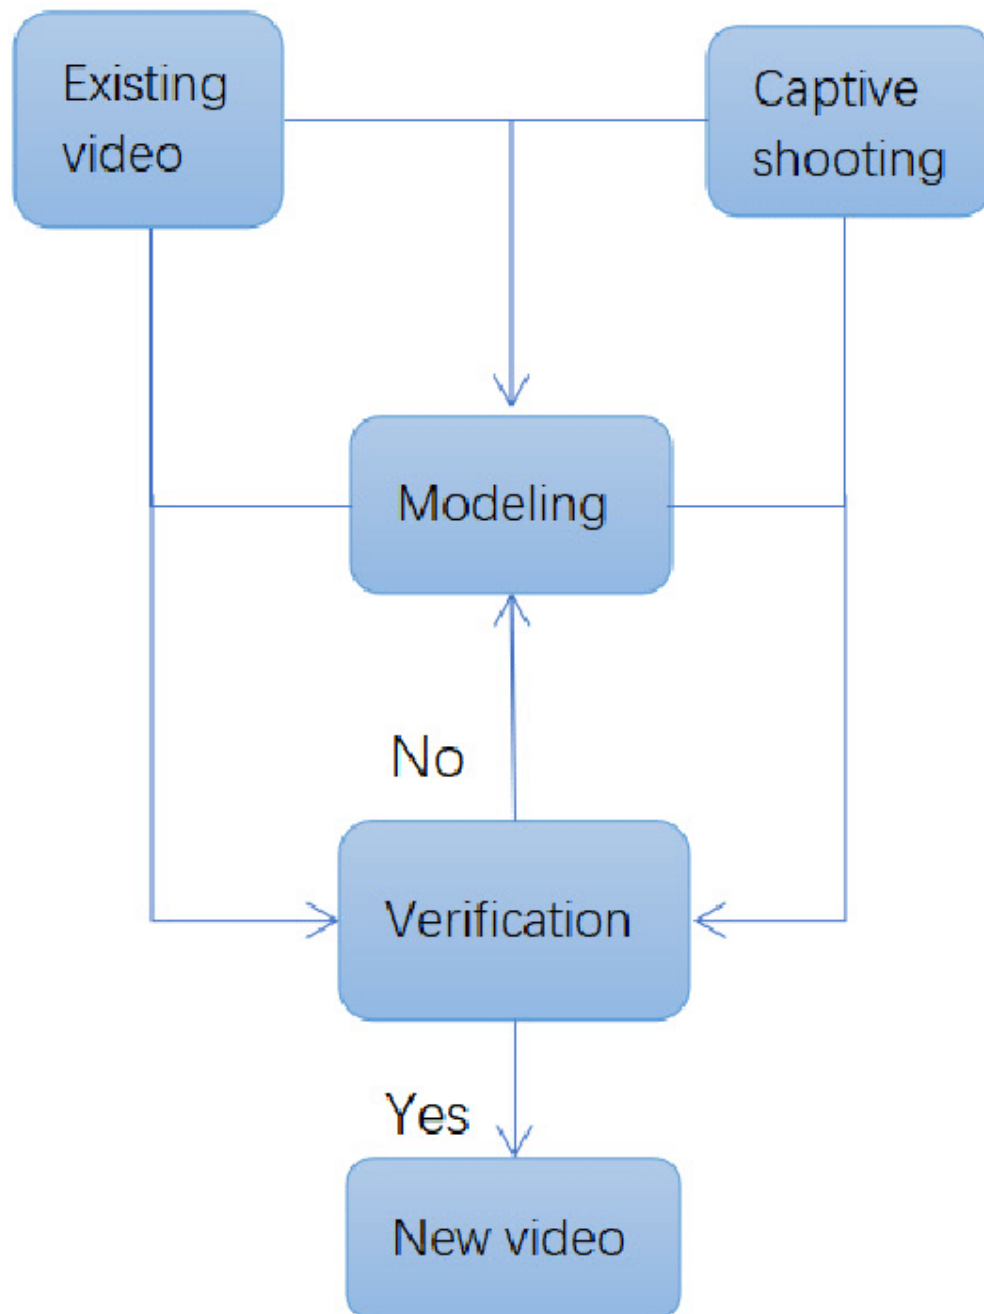 Existing
video
Captive
shooting
Modeling
No
Verification
Yes
New video